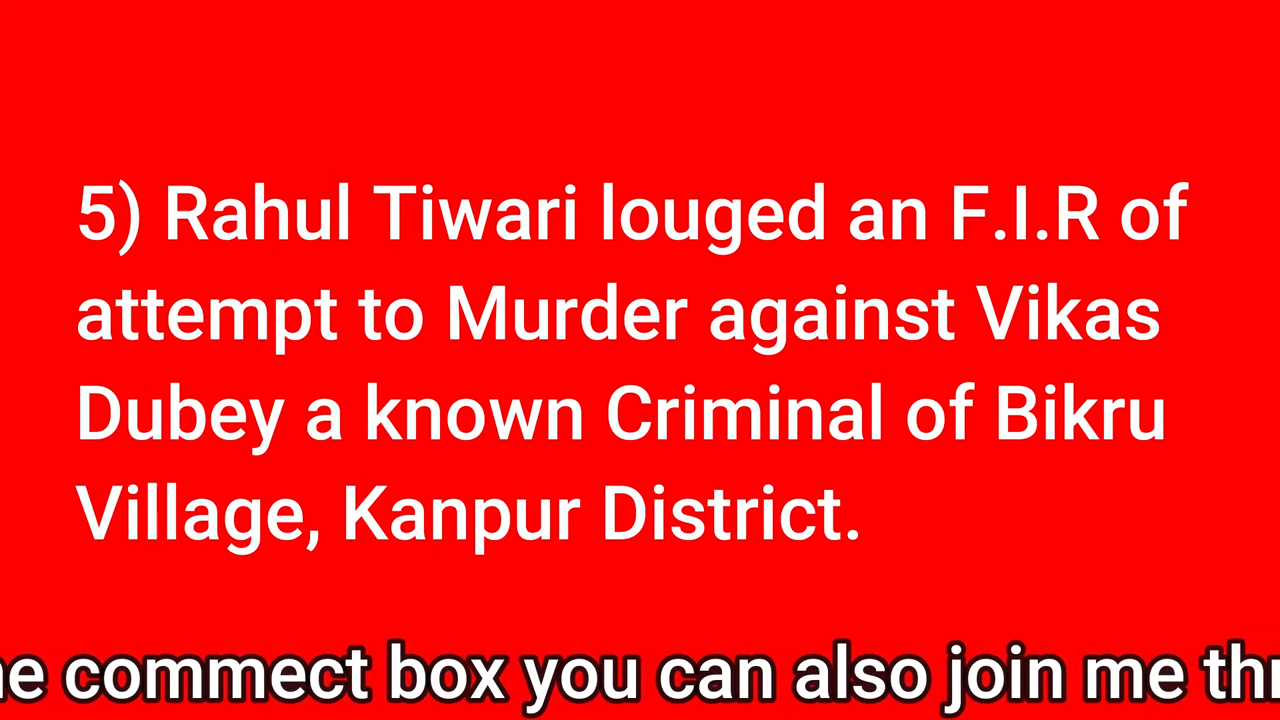 5) Rahul Tiwari louged an F.I.R of
attempt to Murder against Vikas
Dubey a known Criminal of Bikru
Village, Kanpur District.
commect box you can also join me